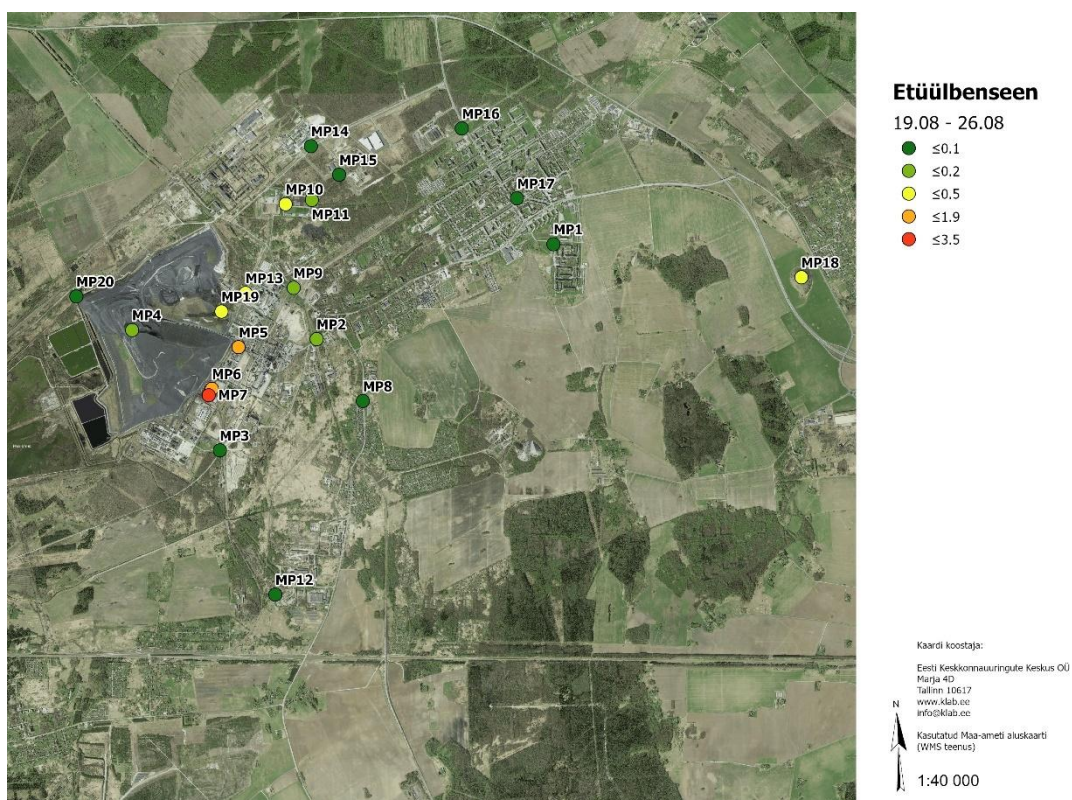 Etüülbenseen
19.08 - 26.08
≤0.1
≤0.2
≤0.5
≤1.9
≤3.5
MP16
MP14
MP15
MP10
MP11
MP17
MP1
MP18
MP13
MP9
MP20
MP19
MP4
MP5
MP2
MP6
MP7
MP8
MP3
MP12
Kaardi koostaja:
Eesti Keskkonnauuringute Keskus OÜ
Marja 4D
Tallinn 10617
www.klab.ee
info@klab.ee
N
Kasutatud Maa-ameti aluskaarti
(WMS teenus)
1:40 000